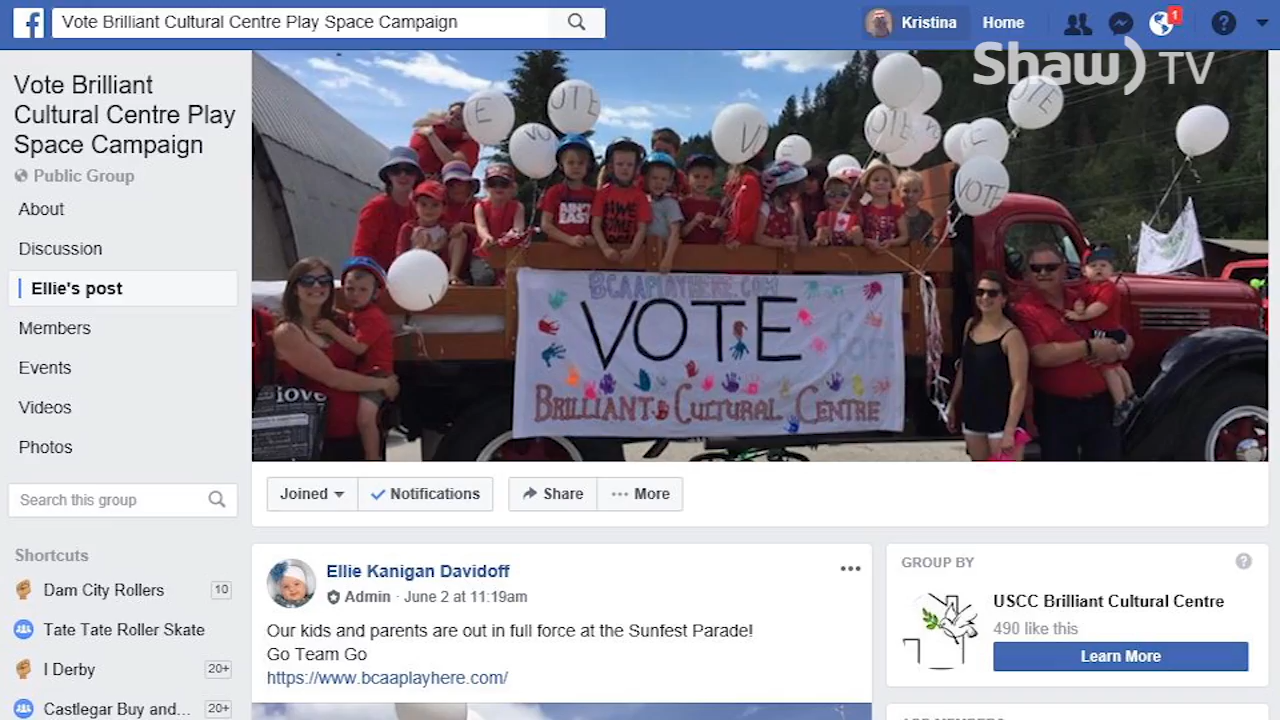 Vote Brilliant Cultural Centre Play Space Campaign
Kristina
Home
1
Shaw) TV
Vote Brilliant
Cultural Centre Play
Space Campaign
Public Group
About
Discussion
Ellie's post
Members
Events
Videos
Photos
Search this group
Shortcuts
Dam City Rollers 10
Tate Tate Roller Skate
I Derby 20+
Castlegar Buy and... 20+
VOTE
VOTE
BCAAPLAYHERE.COM
VOTE
for:
BRILLIANT CULTURAL CENTRE
Joined
Notifications
Share
More
Ellie Kanigan Davidoff
Admin · June 2 at 11:19am
Our kids and parents are out in full force at the Sunfest Parade!
Go Team Go
https://www.bcaaplayhere.com/
GROUP BY
USCC Brilliant Cultural Centre
490 like this
Learn More